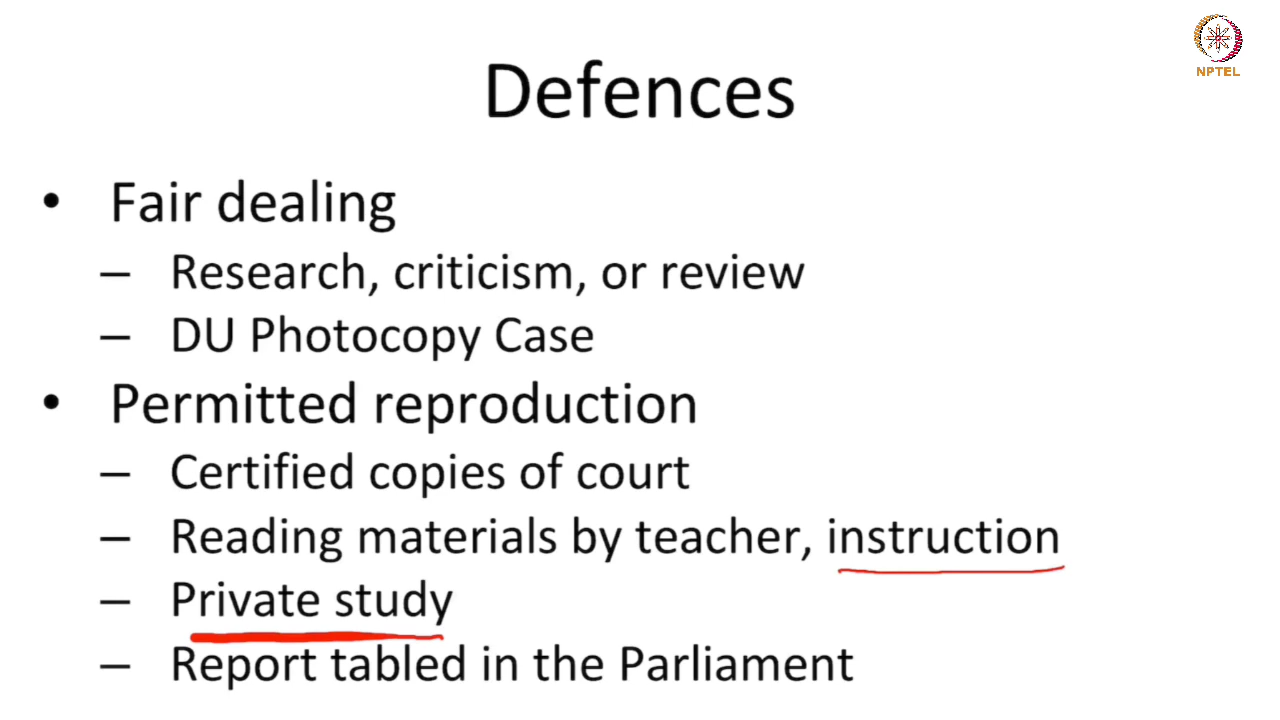 NPTEL
Defences
• Fair dealing
– Research, criticism, or review
– DU Photocopy Case
• Permitted reproduction
– Certified copies of court
– Reading materials by teacher, instruction
– Private study
– Report tabled in the Parliament